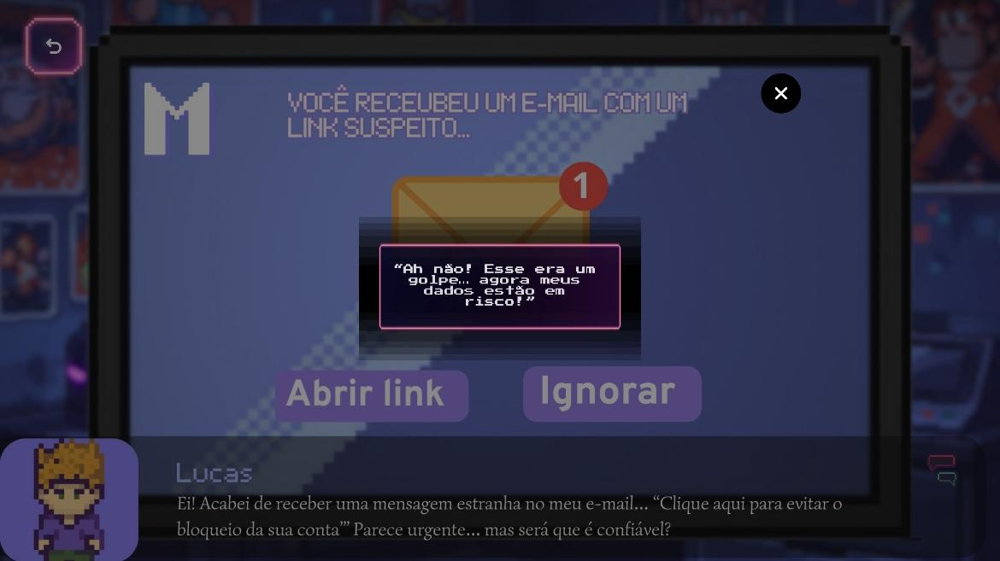 M
VOCÊ RECEUBEU UM E-MAIL COM UM
LINK SUSPEITO...
1
“Ah não! Esse era um
golpe… agora meus
dados estão em
risco!”
Abrir link
Ignorar
Lucas
Ei! Acabei de receber uma mensagem estranha no meu e-mail... “Clique aqui para evitar o
bloqueio da sua conta”’ Parece urgente... mas será que é confiável?